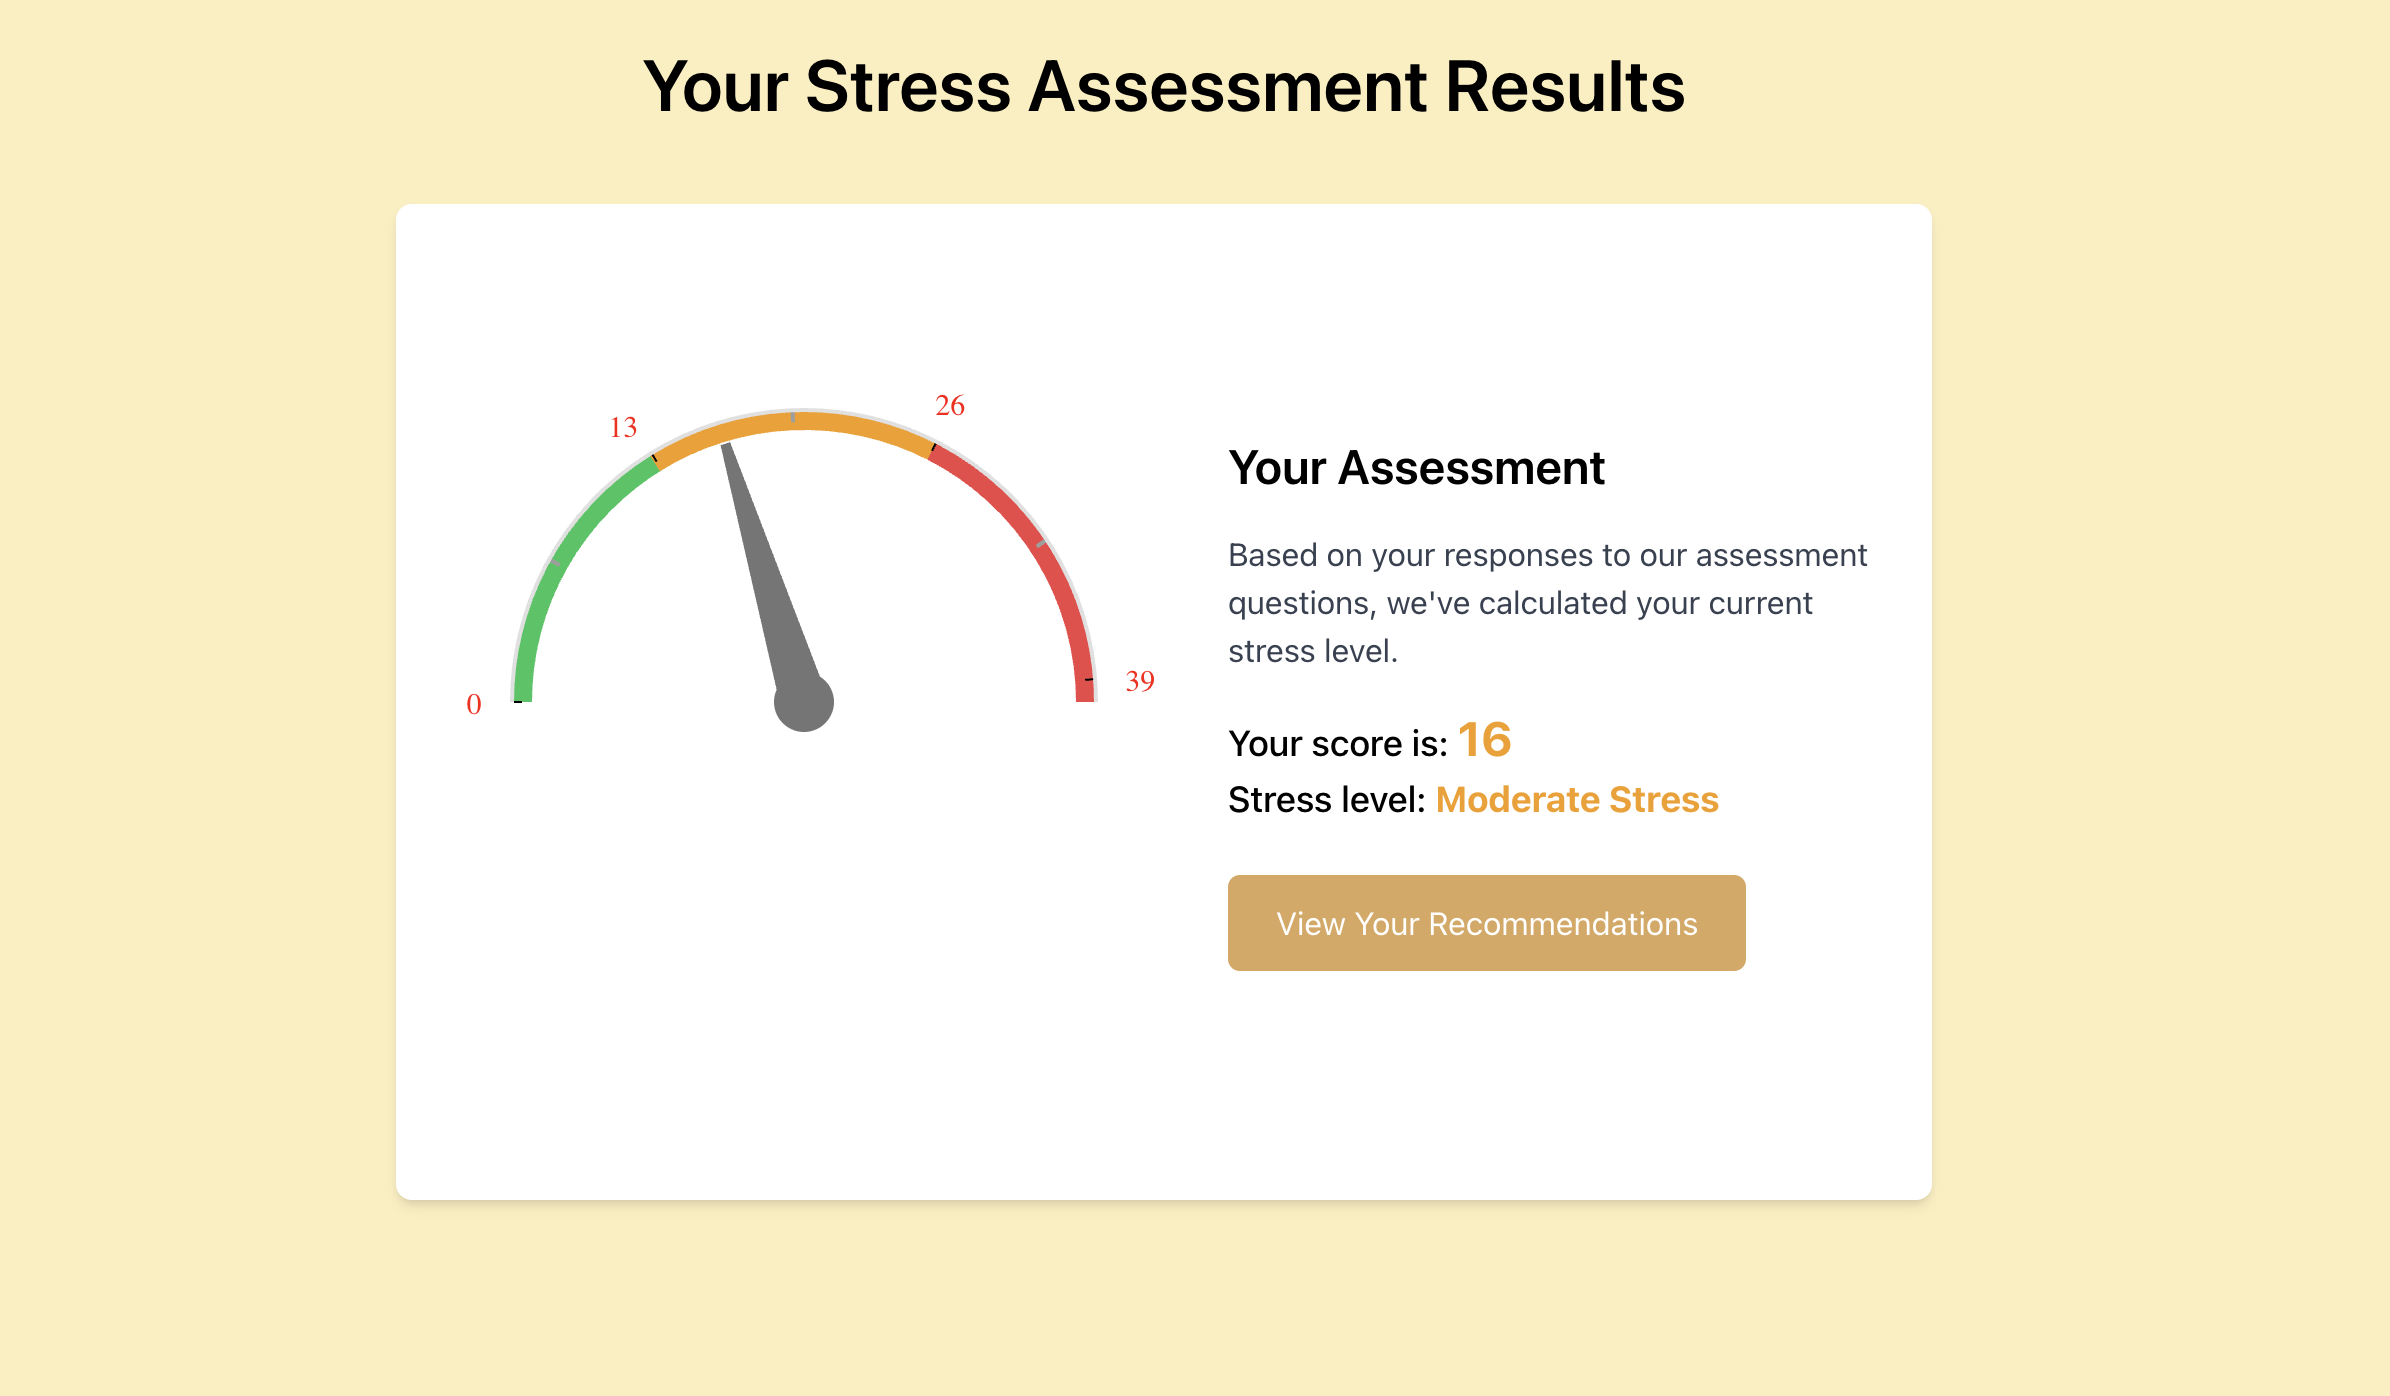 Your Stress Assessment Results
0
13
26
39
Your Assessment
Based on your responses to our assessment
questions, we've calculated your current
stress level.
Your score is: 16
Stress level: Moderate Stress
View Your Recommendations